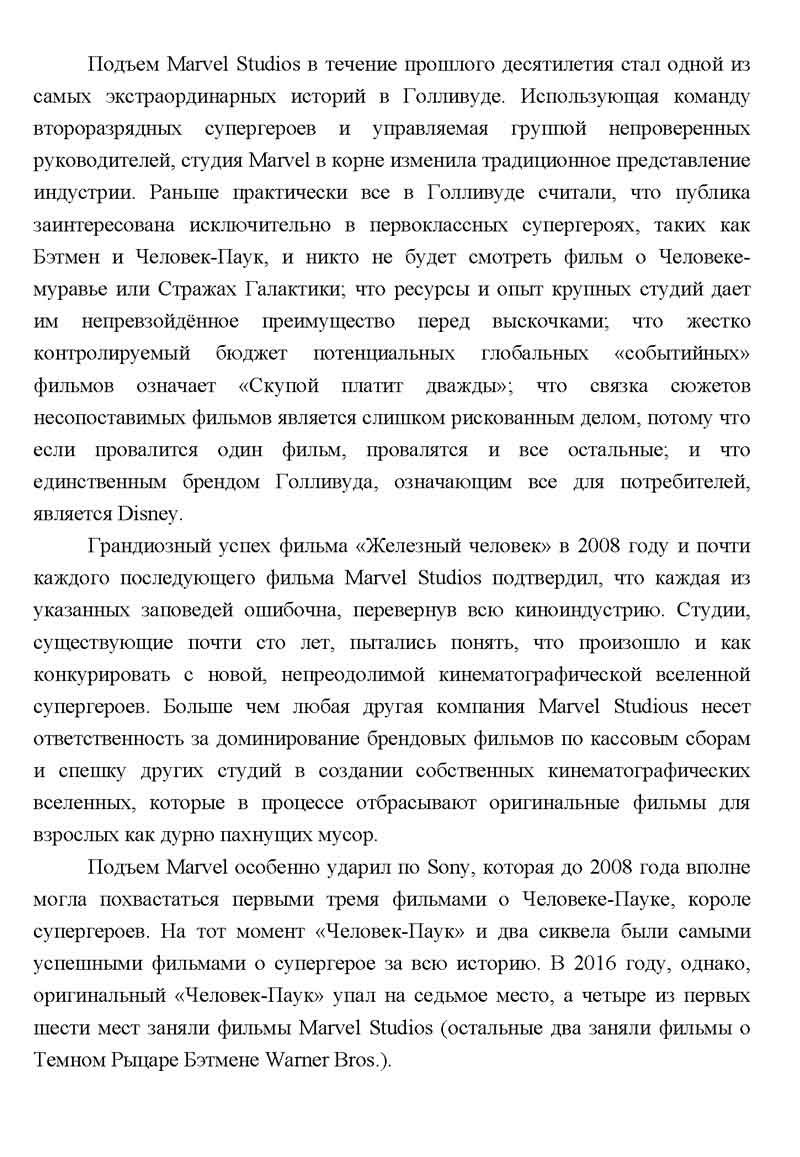 Подъем Marvel Studios в течение прошлого десятилетия стал одной из
самых экстраординарных историй в Голливуде. Использующая команду
второразрядных супергероев и управляемая группой непроверенных
руководителей, студия Marvel в корне изменила традиционное представление
индустрии. Раньше практически все в Голливуде считали, что публика
заинтересована исключительно в первоклассных супергероях, таких как
Бэтмен и Человек-Паук, и никто не будет смотреть фильм о Человеке-
муравье или Стражах Галактики; что ресурсы и опыт крупных студий дает
им непревзойдённое преимущество перед выскочками; что жестко
контролируемый бюджет потенциальных глобальных «событийных»
фильмов означает «Скупой платит дважды»; что связка сюжетов
несопоставимых фильмов является слишком рискованным делом, потому что
если провалится один фильм, провалятся и все остальные; и что
единственным брендом Голливуда, означающим все для потребителей,
является Disney.
Грандиозный успех фильма «Железный человек» в 2008 году и почти
каждого последующего фильма Marvel Studios подтвердил, что каждая из
указанных заповедей ошибочна, перевернув всю киноиндустрию. Студии,
существующие почти сто лет, пытались понять, что произошло и как
конкурировать с новой, непреодолимой кинематографической вселенной
супергероев. Больше чем любая другая компания Marvel Studious несет
ответственность за доминирование брендовых фильмов по кассовым сборам
и спешку других студий в создании собственных кинематографических
вселенных, которые в процессе отбрасывают оригинальные фильмы для
взрослых как дурно пахнущих мусор.
Подъем Marvel особенно ударил по Sony, которая до 2008 года вполне
могла похвастаться первыми тремя фильмами о Человеке-Пауке, короле
супергероев. На тот момент «Человек-Паук» и два сиквела были самыми
успешными фильмами о супергерое за всю историю. В 2016 году, однако,
оригинальный «Человек-Паук» упал на седьмое место, а четыре из первых
шести мест заняли фильмы Marvel Studios (остальные два заняли фильмы о
Темном Рыцаре Бэтмене Warner Bros.).